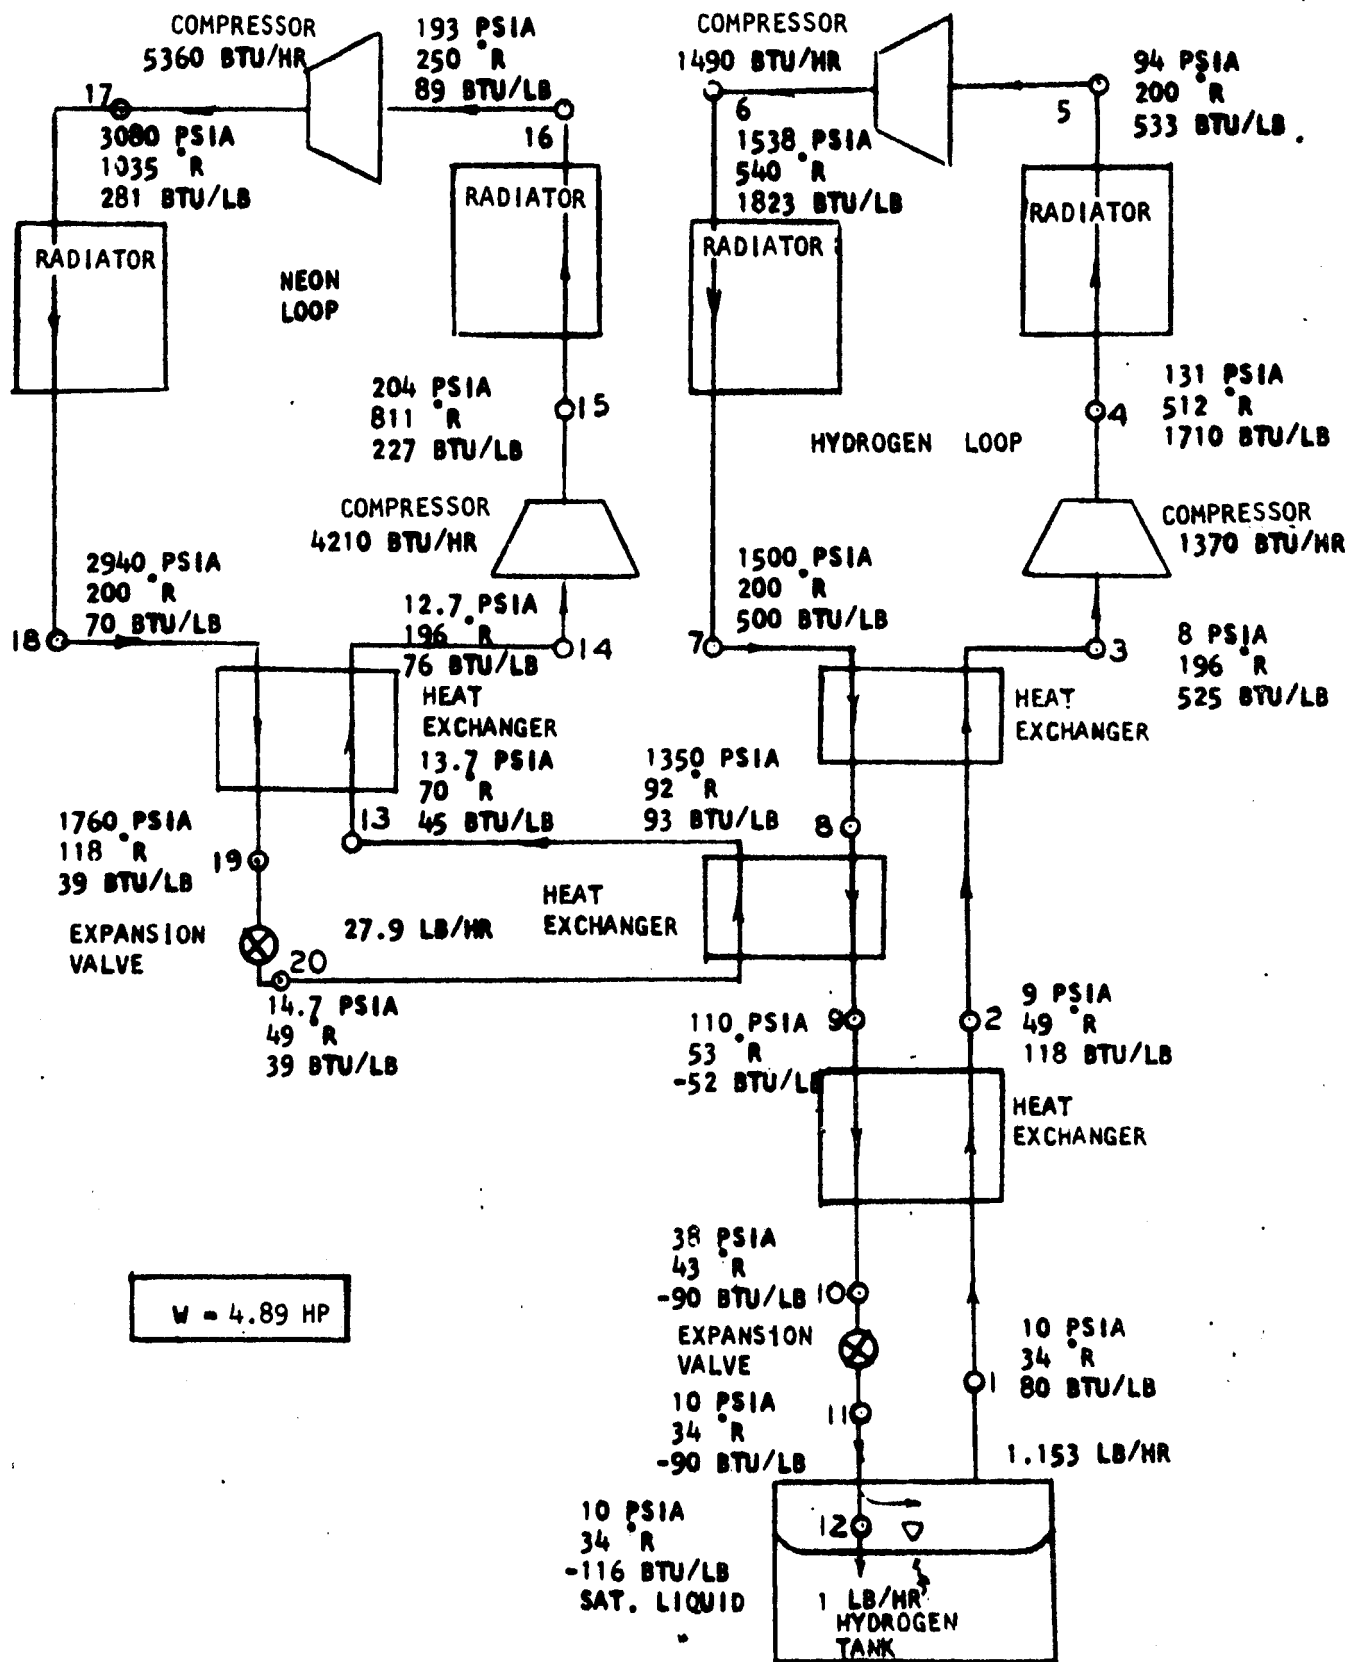 COMPRESSOR
5360 BTU/HR
193 PSIA
250 °R
89 BTU/LB
17
16
3080 PSIA
1035 °R
281 BTU/LB
RADIATOR
RADIATOR
NEON
LOOP
204 PSIA
811 °R
227 BTU/LB
15
COMPRESSOR
4210 BTU/HR
2940 PSIA
200 °R
70 BTU/LB
18
12.7 PSIA
196 °R
76 BTU/LB
14
HEAT
EXCHANGER
13.7 PSIA
70 °R
45 BTU/LB
13
1760 PSIA
118 °R
39 BTU/LB
19
EXPANSION
VALVE
27.9 LB/HR
20
14.7 PSIA
49 °R
39 BTU/LB
HEAT
EXCHANGER
COMPRESSOR
1490 BTU/HR
94 PSIA
200 °R
533 BTU/LB
6
5
1538 PSIA
540 °R
1823 BTU/LB
RADIATOR
RADIATOR
131 PSIA
512 °R
1710 BTU/LB
4
HYDROGEN LOOP
COMPRESSOR
1370 BTU/HR
1500 PSIA
200 °R
500 BTU/LB
7
3
8 PSIA
196 °R
525 BTU/LB
HEAT
EXCHANGER
1350 PSIA
92 °R
93 BTU/LB
8
110 PSIA
53 °R
-52 BTU/LB
9
2
9 PSIA
49 °R
118 BTU/LB
HEAT
EXCHANGER
38 PSIA
43 °R
-90 BTU/LB
10
EXPANSION
VALVE
10 PSIA
34 °R
80 BTU/LB
1
10 PSIA
34 °R
-90 BTU/LB
11
1.153 LB/HR
10 PSIA
34 °R
-116 BTU/LB
SAT. LIQUID
12
1 LB/HR
HYDROGEN
TANK
W = 4.89 HP